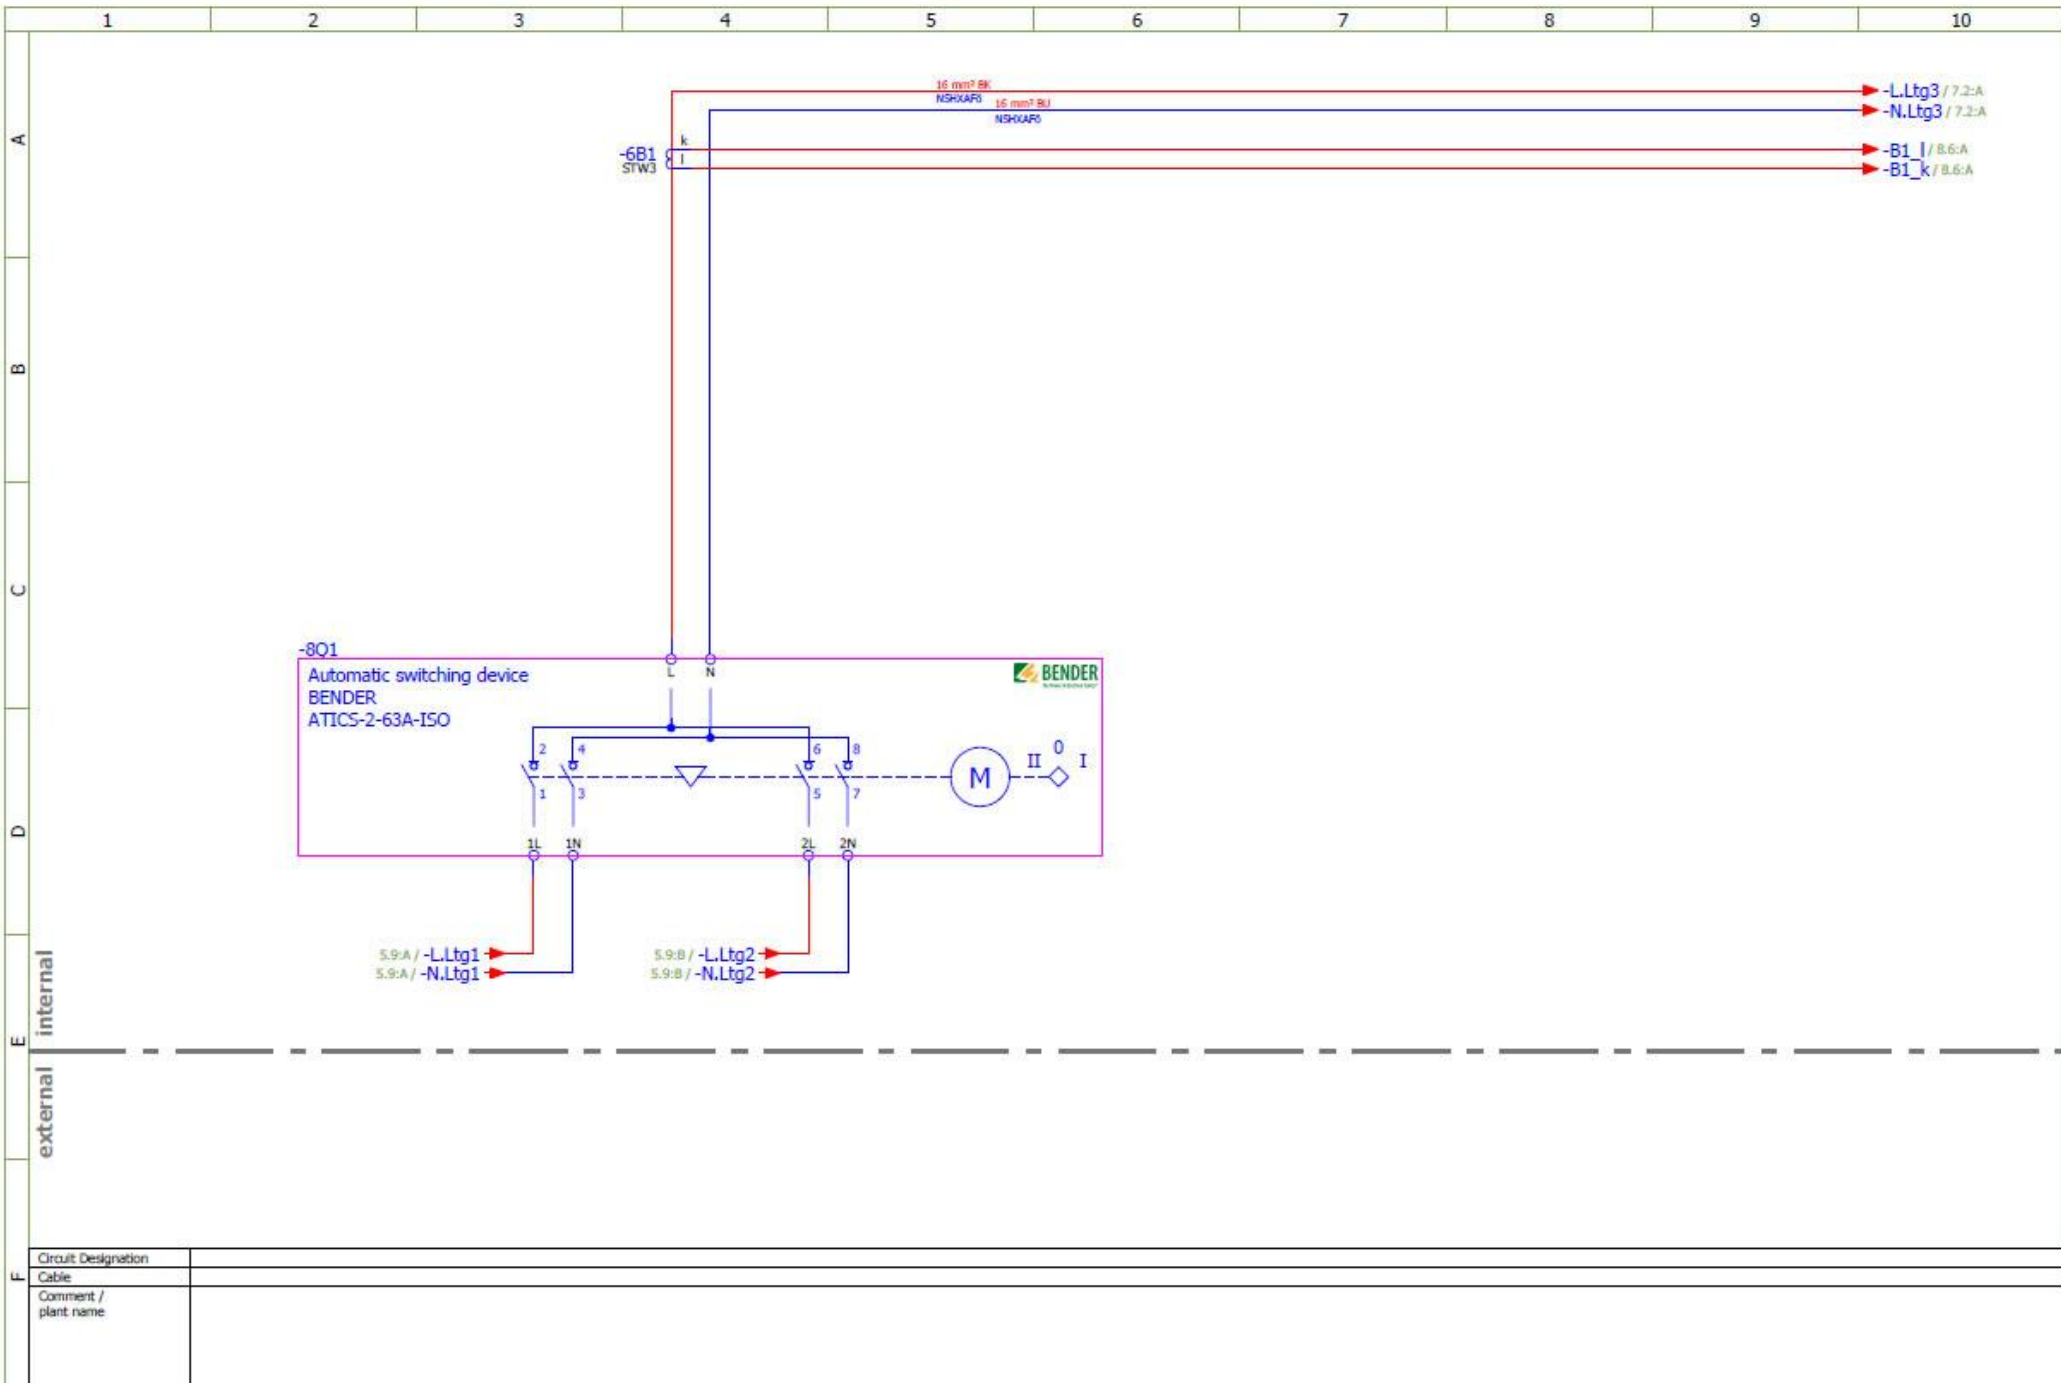 1 2 3 4 5 6 7 8 9 10
A
B
C
D
E
F
16 mm² BK
NSHXAFö
16 mm² BU
NSHXAFö
-L.Ltg3 / 7.2:A
-N.Ltg3 / 7.2:A
-B1_l / 8.6:A
-B1_k / 8.6:A
-6B1
STW3
k
l
-8Q1
Automatic switching device
BENDER
ATICS-2-63A-ISO
L N
BENDER
2 4 6 8
1 3 5 7
M
II 0 I
1L 1N 2L 2N
5.9:A / -L.Ltg1
5.9:A / -N.Ltg1
5.9:B / -L.Ltg2
5.9:B / -N.Ltg2
internal
external
Circuit Designation
Cable
Comment /
plant name